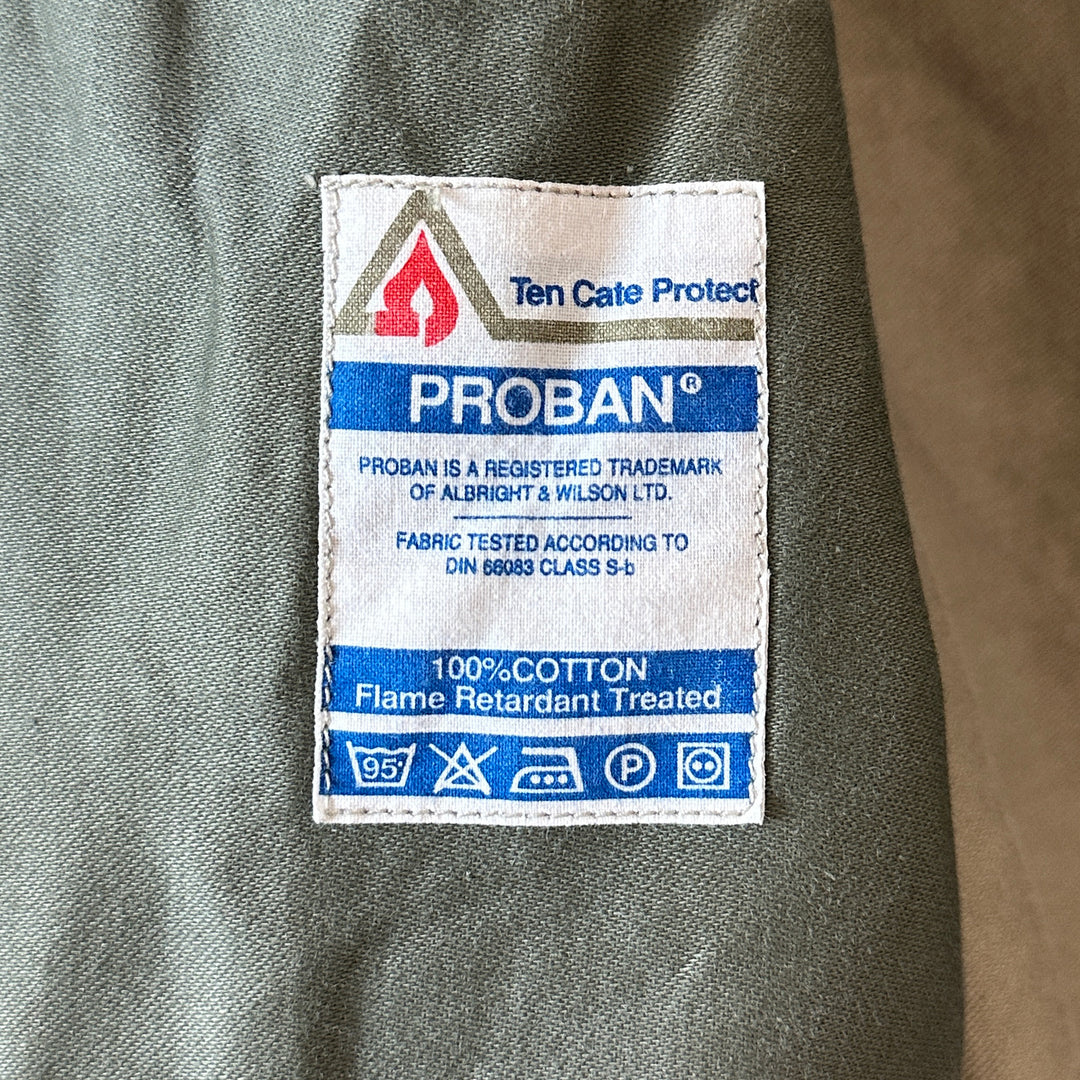 Ten Cate Protect
PROBAN®
PROBAN IS A REGISTERED TRADEMARK
OF ALBRIGHT & WILSON LTD.
FABRIC TESTED ACCORDING TO
DIN 66083 CLASS S-b
100%COTTON
Flame Retardant Treated
95° P